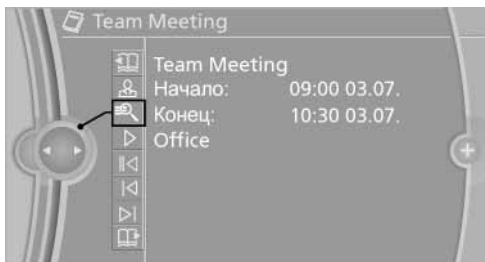 Team Meeting
Team Meeting
Начало: 09:00 03.07.
Конец: 10:30 03.07.
Office